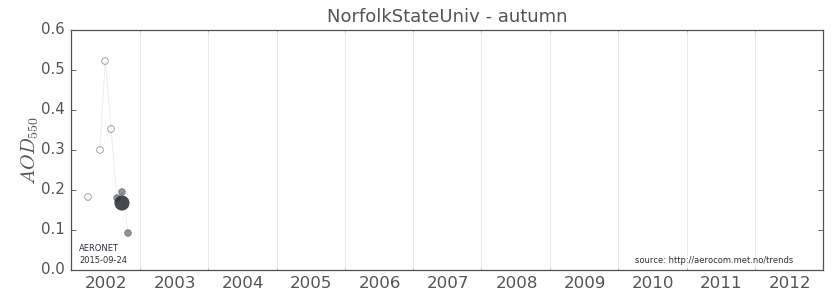 NorfolkStateUniv - autumn
0.6
0.5
0.4
0.3
0.2
0.1
0.0
AOD550
AERONET
2015-09-24
source: http://aerocom.met.no/trends
2002 2003 2004 2005 2006 2007 2008 2009 2010 2011 2012